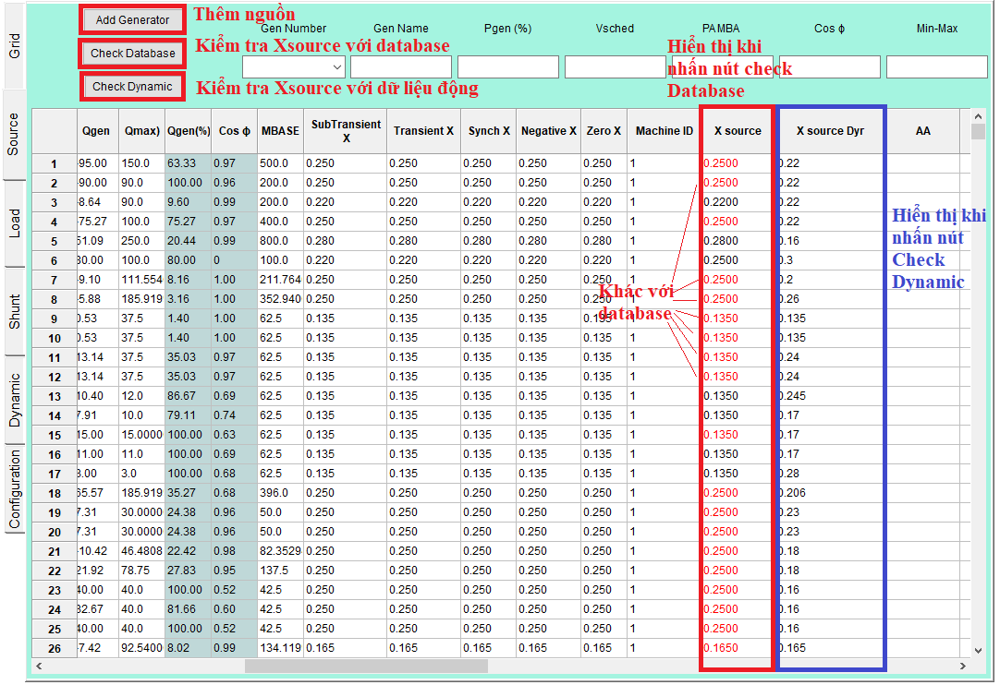 Add Generator
Thêm nguồn
Check Database
Kiểm tra Xsource với database
Check Dynamic
Kiểm tra Xsource với dữ liệu động
Gen Number Gen Name Pgen (%) Vsched PAMBA Cos ϕ Min-Max
Hiển thị khi
nhấn nút check
Database
Grid
Source
Load
Shunt
Dynamic
Configuration
Qgen Qmax) Qgen(%) Cos ϕ MBASE SubTransient X Transient X Synch X Negative X Zero X Machine ID X source X source Dyr AA
1 -95.00 150.0 63.33 0.97 500.0 0.250 0.250 0.250 0.250 0.250 1 0.2500 0.22
2 -90.00 90.0 100.00 0.96 200.0 0.250 0.250 0.250 0.250 0.250 1 0.2500 0.22
3 8.64 90.0 9.60 0.99 200.0 0.220 0.220 0.220 0.220 0.220 1 0.2200 0.22
4 -75.27 100.0 75.27 0.97 400.0 0.250 0.250 0.250 0.250 0.250 1 0.2500 0.22
5 51.09 250.0 20.44 0.99 800.0 0.280 0.280 0.280 0.280 0.280 1 0.2800 0.16
6 80.00 100.0 80.00 0 100.0 0.220 0.220 0.220 0.220 0.220 1 0.2500 0.3
7 -9.10 111.554 8.16 1.00 211.764 0.250 0.250 0.250 0.250 0.250 1 0.2500 0.2
8 -5.88 185.919 3.16 1.00 352.940 0.250 0.250 0.250 0.250 0.250 1 0.2500 0.26
9 0.53 37.5 1.40 1.00 62.5 0.135 0.135 0.135 0.135 0.135 1 0.1350 0.135
10 0.53 37.5 1.40 1.00 62.5 0.135 0.135 0.135 0.135 0.135 1 0.1350 0.135
11 13.14 37.5 35.03 0.97 62.5 0.135 0.135 0.135 0.135 0.135 1 0.1350 0.24
12 13.14 37.5 35.03 0.97 62.5 0.135 0.135 0.135 0.135 0.135 1 0.1350 0.24
13 10.40 12.0 86.67 0.69 62.5 0.135 0.135 0.135 0.135 0.135 1 0.1350 0.245
14 7.91 10.0 79.11 0.74 62.5 0.135 0.135 0.135 0.135 0.135 1 0.1350 0.17
15 15.00 15.0000 100.00 0.63 62.5 0.135 0.135 0.135 0.135 0.135 1 0.1350 0.17
16 11.00 11.0 100.00 0.69 62.5 0.135 0.135 0.135 0.135 0.135 1 0.1350 0.17
17 3.00 3.0 100.00 0.68 62.5 0.135 0.135 0.135 0.135 0.135 1 0.1350 0.28
18 65.57 185.919 35.27 0.68 396.0 0.250 0.250 0.250 0.250 0.250 1 0.2500 0.206
19 7.31 30.0000 24.38 0.96 50.0 0.250 0.250 0.250 0.250 0.250 1 0.2500 0.23
20 7.31 30.0000 24.38 0.96 50.0 0.250 0.250 0.250 0.250 0.250 1 0.2500 0.23
21 -10.42 46.4808 22.42 0.98 82.3529 0.250 0.250 0.250 0.250 0.250 1 0.2500 0.18
22 21.92 78.75 27.83 0.95 137.5 0.250 0.250 0.250 0.250 0.250 1 0.2500 0.18
23 40.00 40.0 100.00 0.52 42.5 0.250 0.250 0.250 0.250 0.250 1 0.2500 0.16
24 32.67 40.0 81.66 0.60 42.5 0.250 0.250 0.250 0.250 0.250 1 0.2500 0.16
25 40.00 40.0 100.00 0.52 42.5 0.250 0.250 0.250 0.250 0.250 1 0.2500 0.16
26 -7.42 92.5400 8.02 0.99 134.119 0.165 0.165 0.165 0.165 0.165 1 0.1650 0.165
Khác với
database
Hiển thị khi
nhấn nút
Check
Dynamic